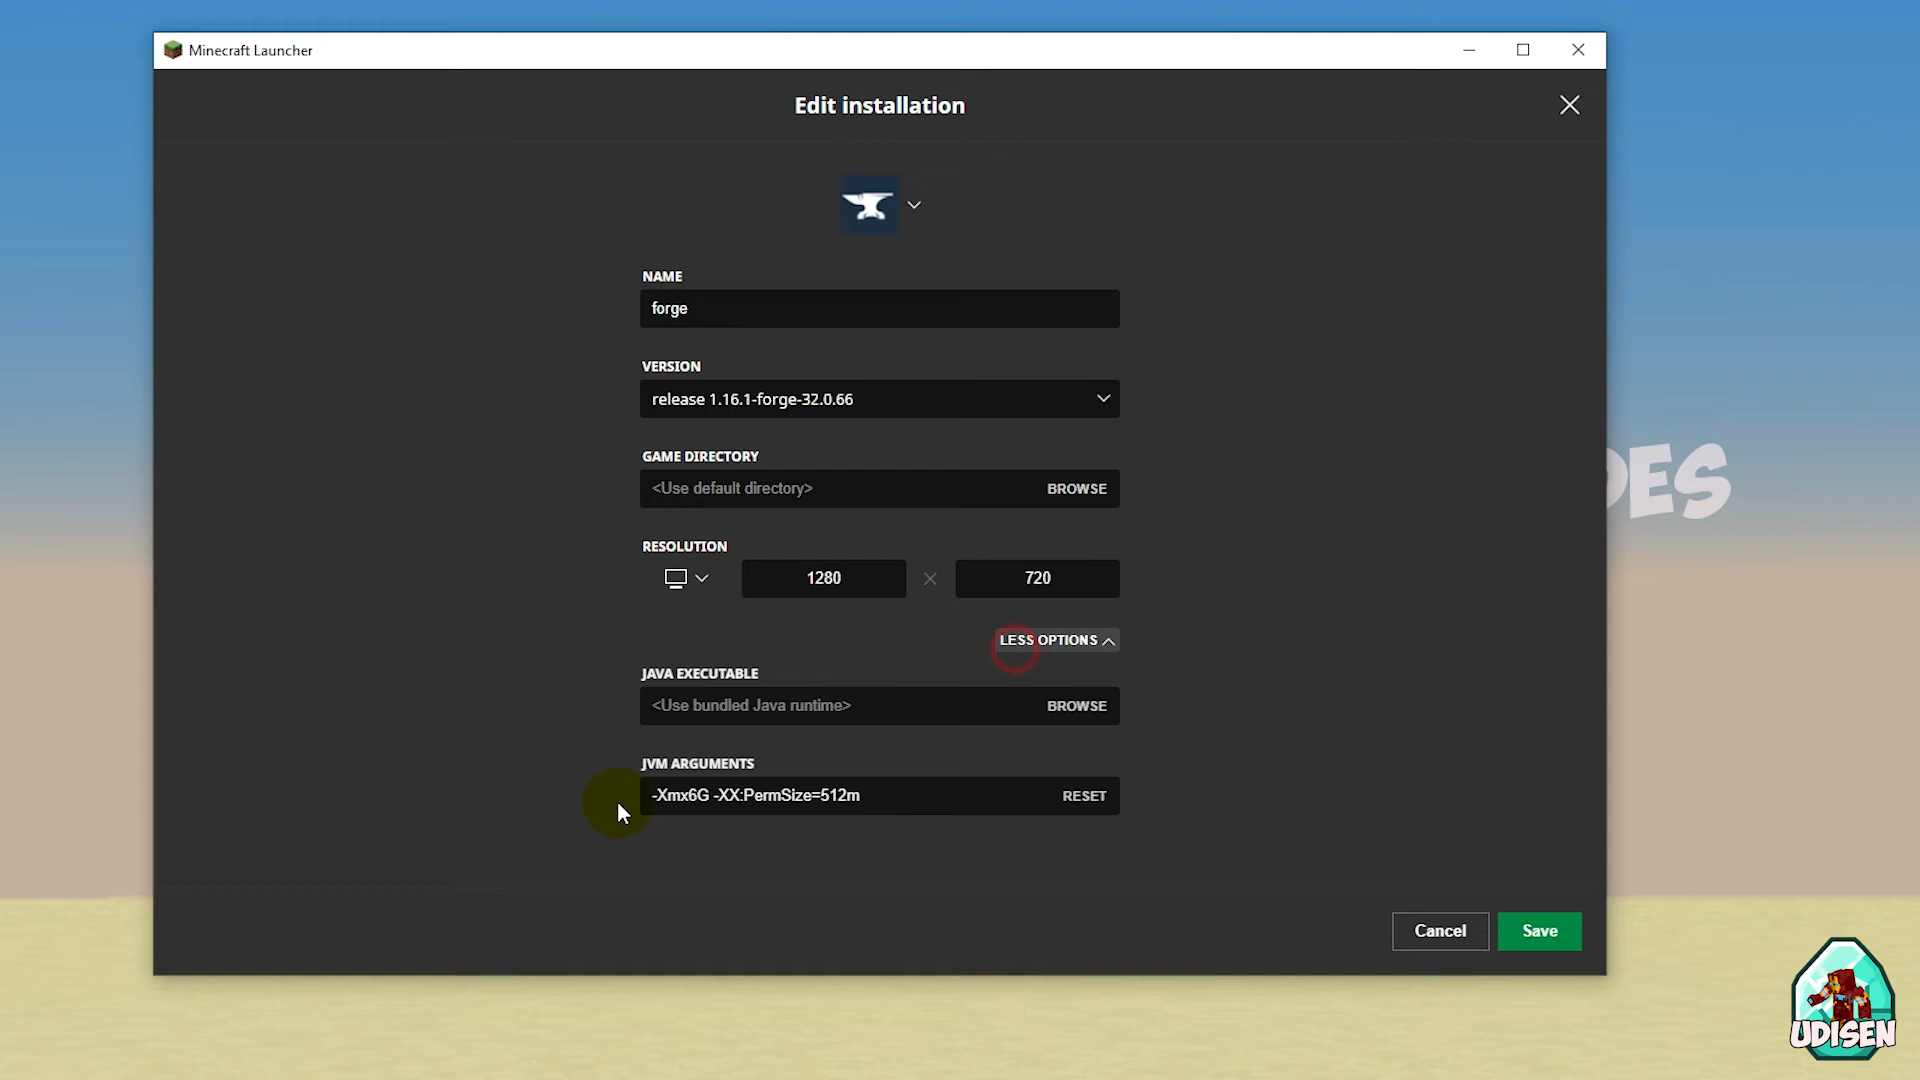 Minecraft Launcher
Edit installation
NAME
forge
VERSION
release 1.16.1-forge-32.0.66
GAME DIRECTORY
<Use default directory> BROWSE
RESOLUTION
1280 720
LESS OPTIONS
JAVA EXECUTABLE
<Use bundled Java runtime> BROWSE
JVM ARGUMENTS
-Xmx6G -XX:PermSize=512m RESET
Cancel Save
UDISEN